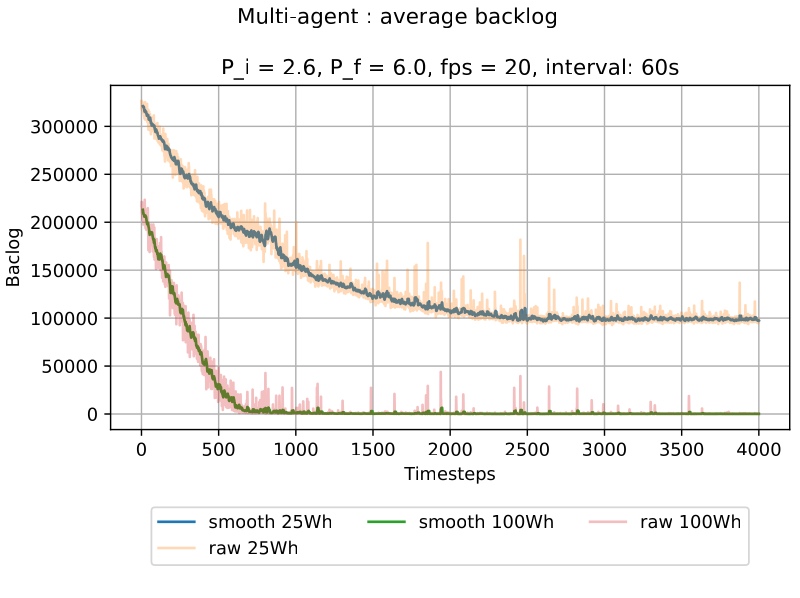 Multi-agent : average backlog
P_i = 2.6, P_f = 6.0, fps = 20, interval: 60s
300000
250000
200000
150000
100000
50000
0
Backlog
0 500 1000 1500 2000 2500 3000 3500 4000
Timesteps
smooth 25Wh smooth 100Wh raw 100Wh
raw 25Wh